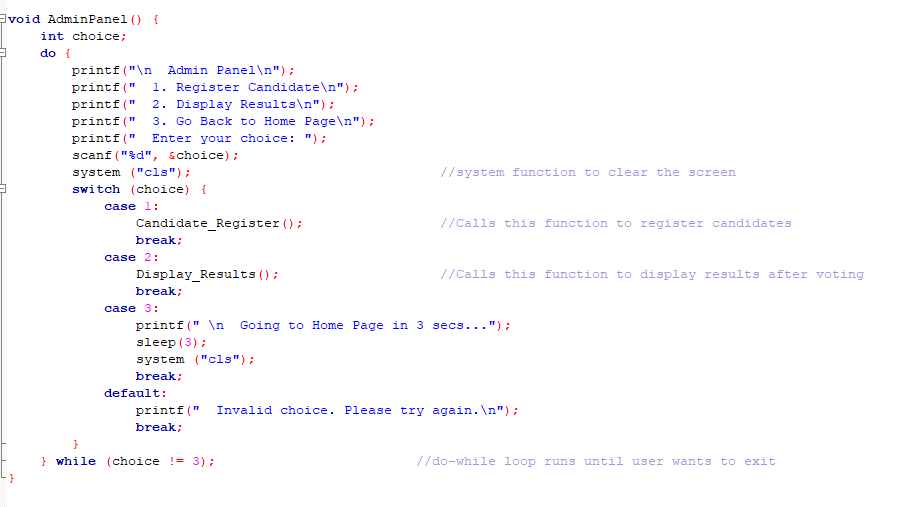 void AdminPanel() {
    int choice;
    do {
        printf("\n  Admin Panel\n");
        printf("  1. Register Candidate\n");
        printf("  2. Display Results\n");
        printf("  3. Go Back to Home Page\n");
        printf("  Enter your choice: ");
        scanf("%d", &choice);
        system ("cls");                               //system function to clear the screen
        switch (choice) {
            case 1:
                Candidate_Register();                 //Calls this function to register candidates
                break;
            case 2:
                Display_Results();                    //Calls this function to display results after voting
                break;
            case 3:
                printf(" \n  Going to Home Page in 3 secs...");
                sleep(3);
                system ("cls");
                break;
            default:
                printf("  Invalid choice. Please try again.\n");
                break;
        }
    } while (choice != 3);                         //do-while loop runs until user wants to exit
}